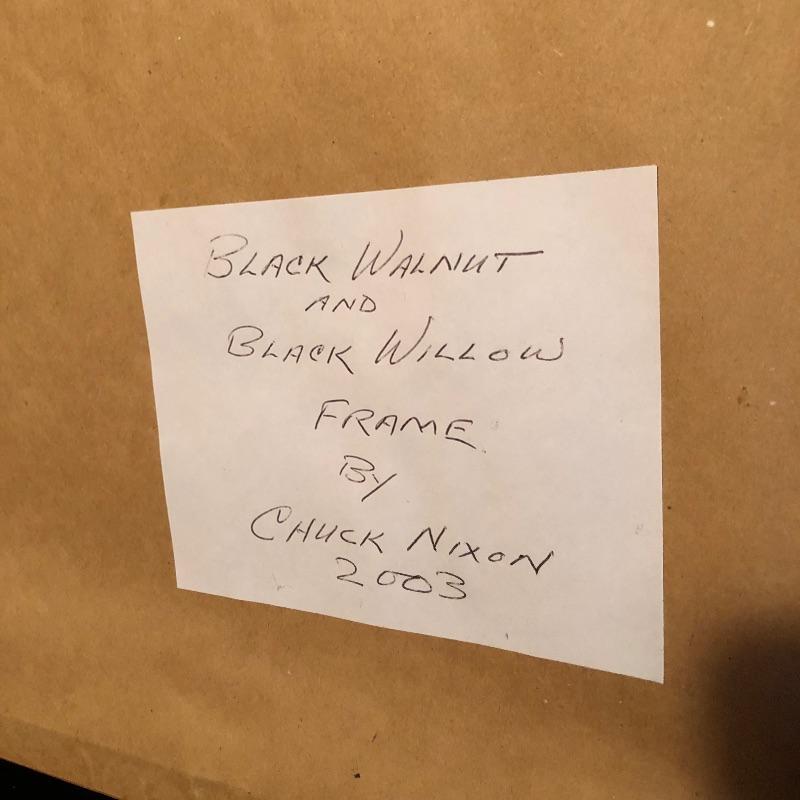 BLACK WALNUT
AND
BLACK WILLOW
FRAME
BY
CHUCK NIXON
2003